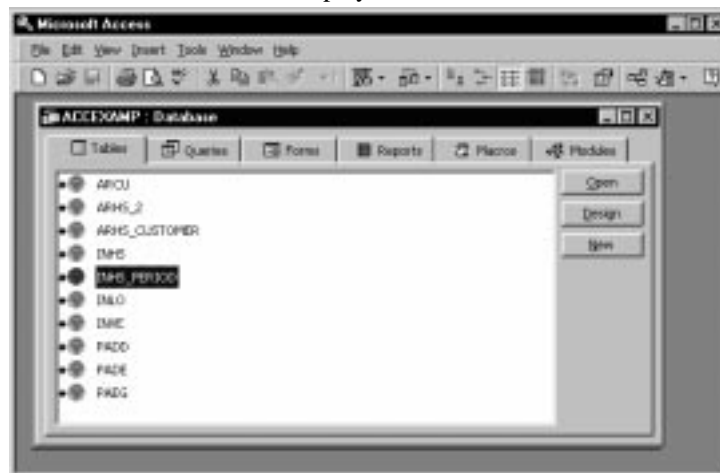 Microsoft Access
File Edit View Insert Tools Window Help
ACCEXAMP : Database
Tables Queries Forms Reports Macros Modules
ARCU
ARHS_2
ARHS_CUSTOMER
INHS
INHS_PERIOD
INLO
PADD
PADE
PADG
Open
Design
New